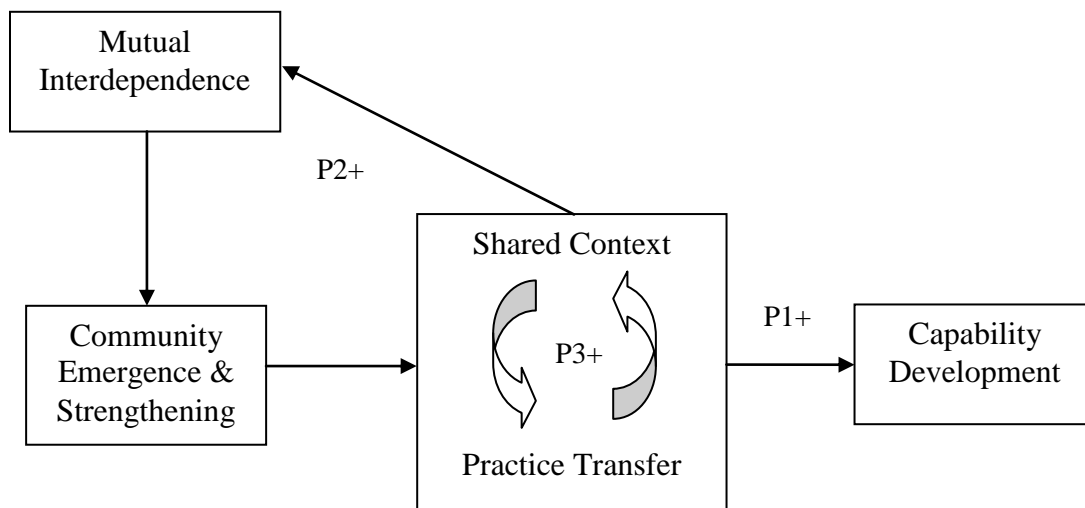 Mutual
Interdependence
P2+
Shared Context
P3+
Practice Transfer
Community
Emergence &
Strengthening
P1+
Capability
Development